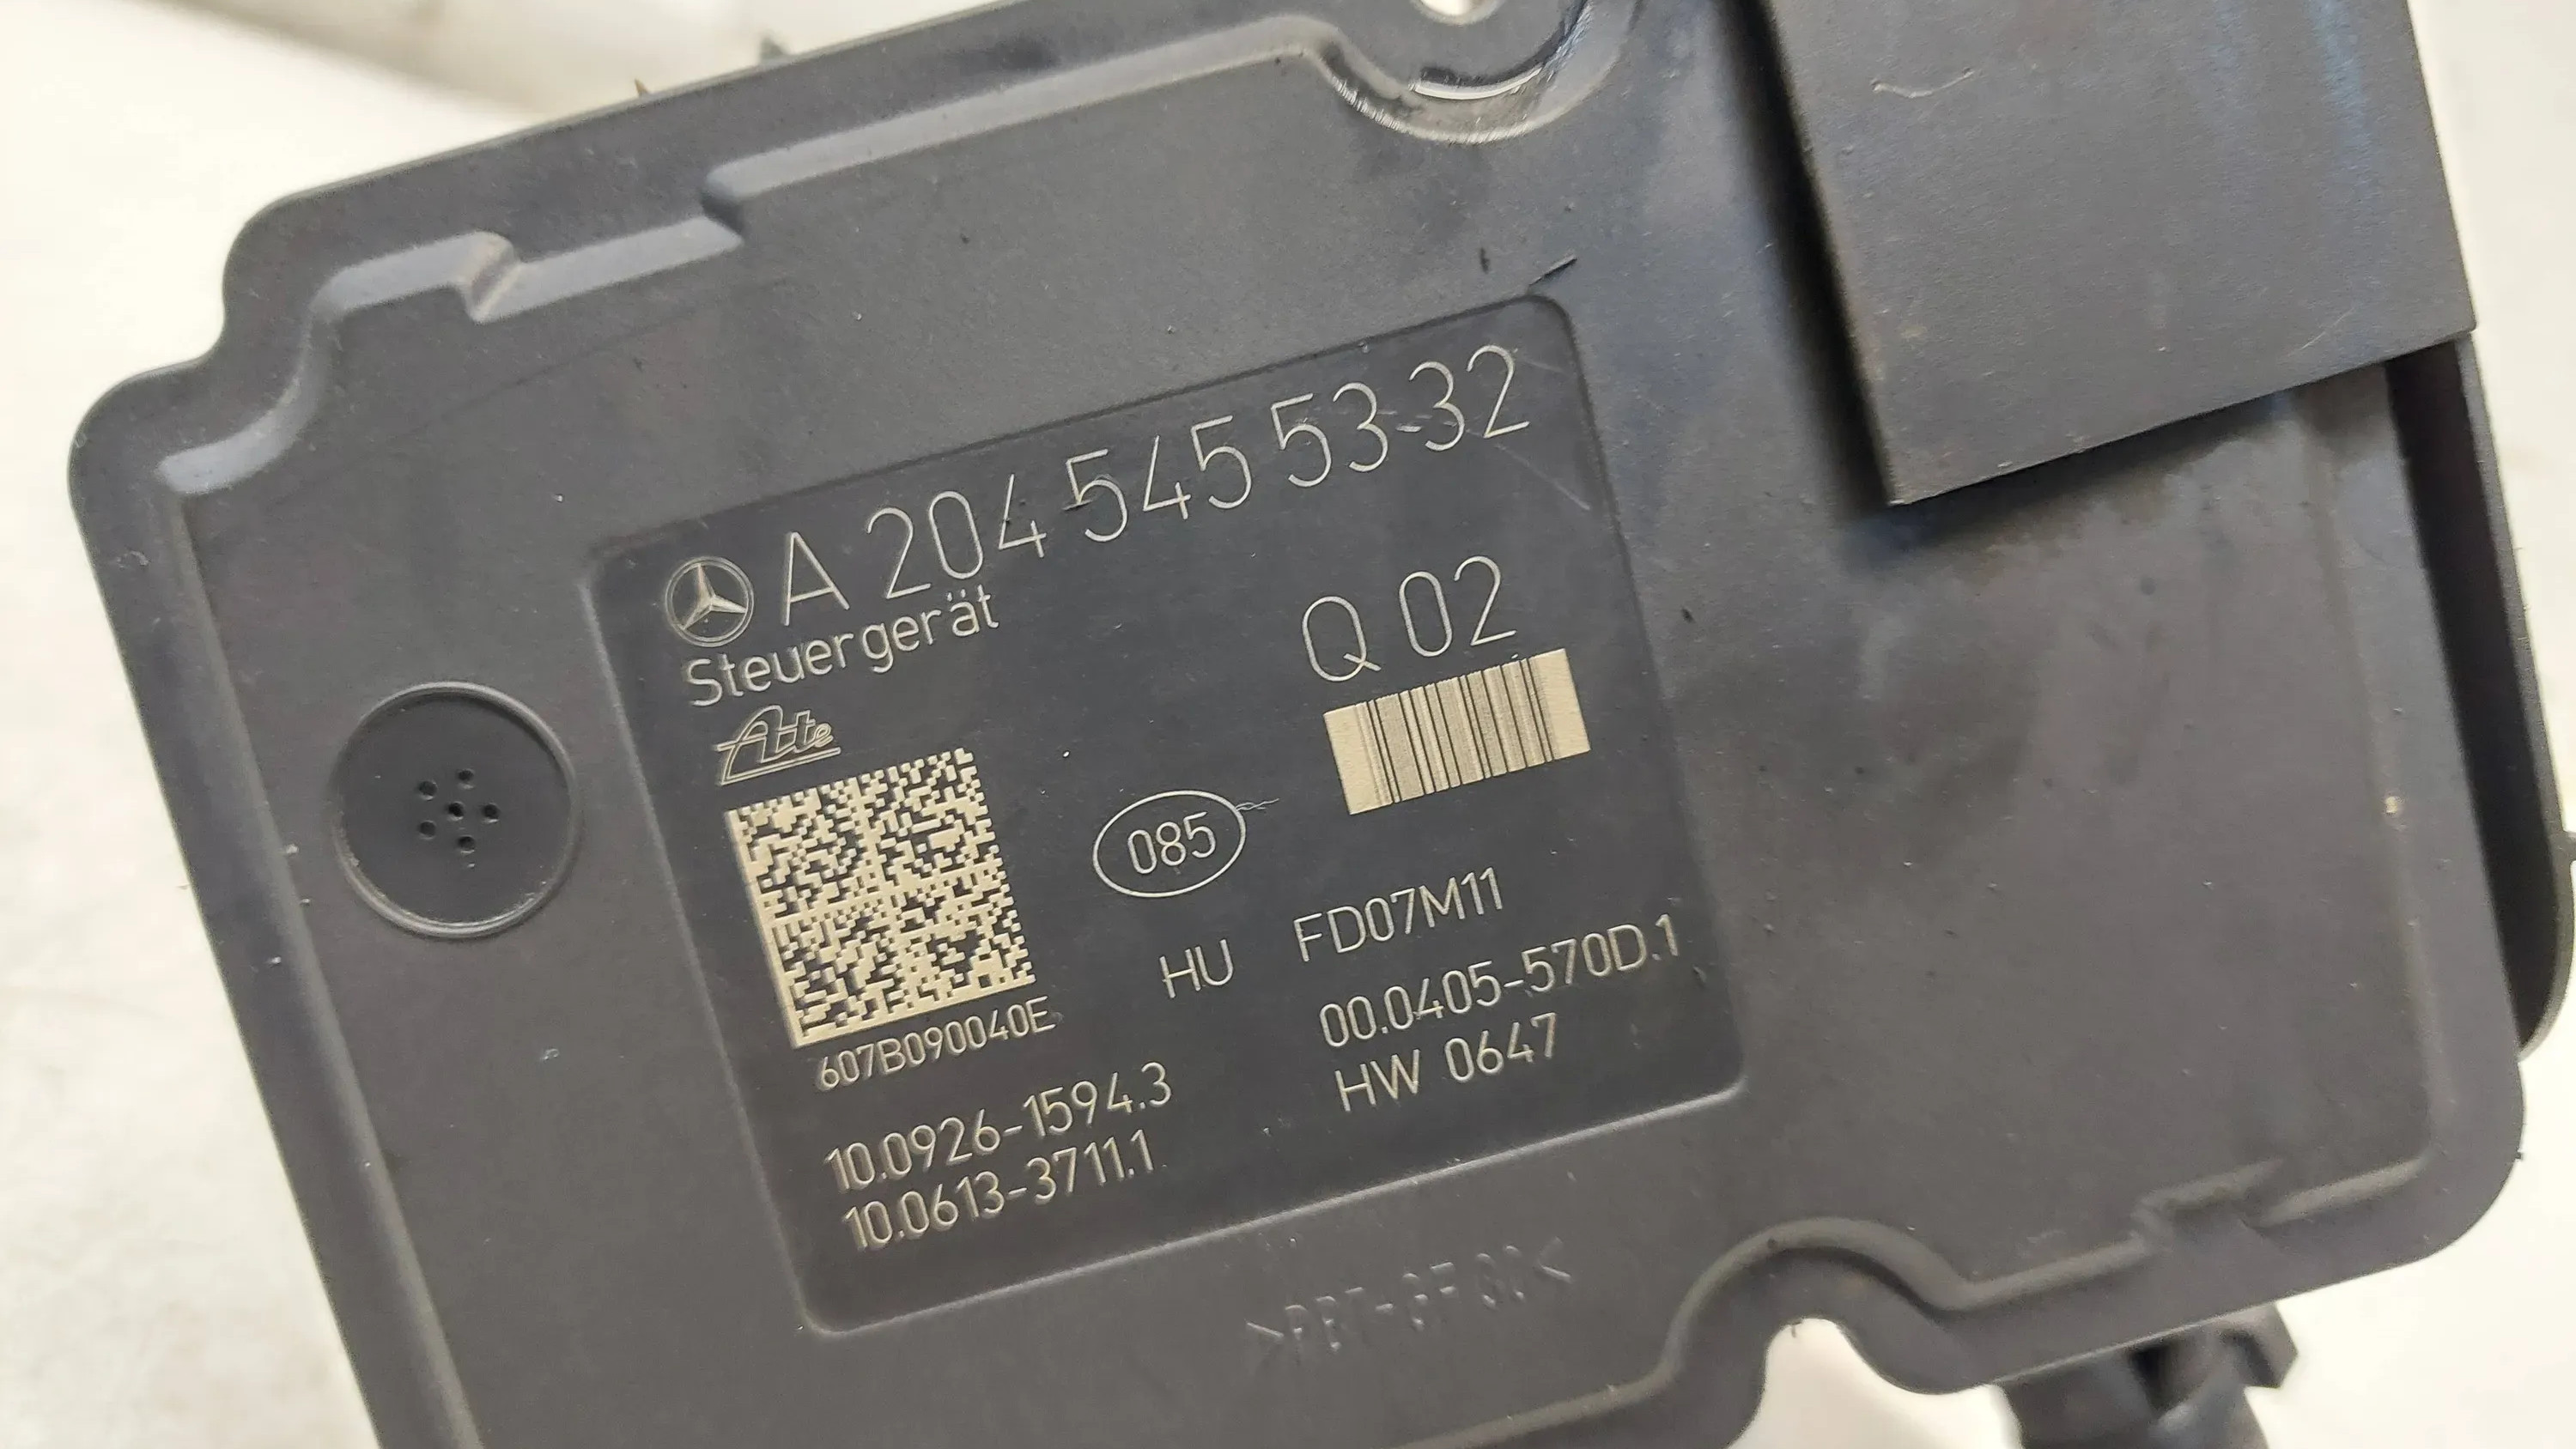 A 204 545 53 32
Steuergerät
Q 02
Ate
085
HU FD07M11
607B090040E
00.0405-570D.1
HW 0647
10.0926-1594.3
10.0613-3711.1